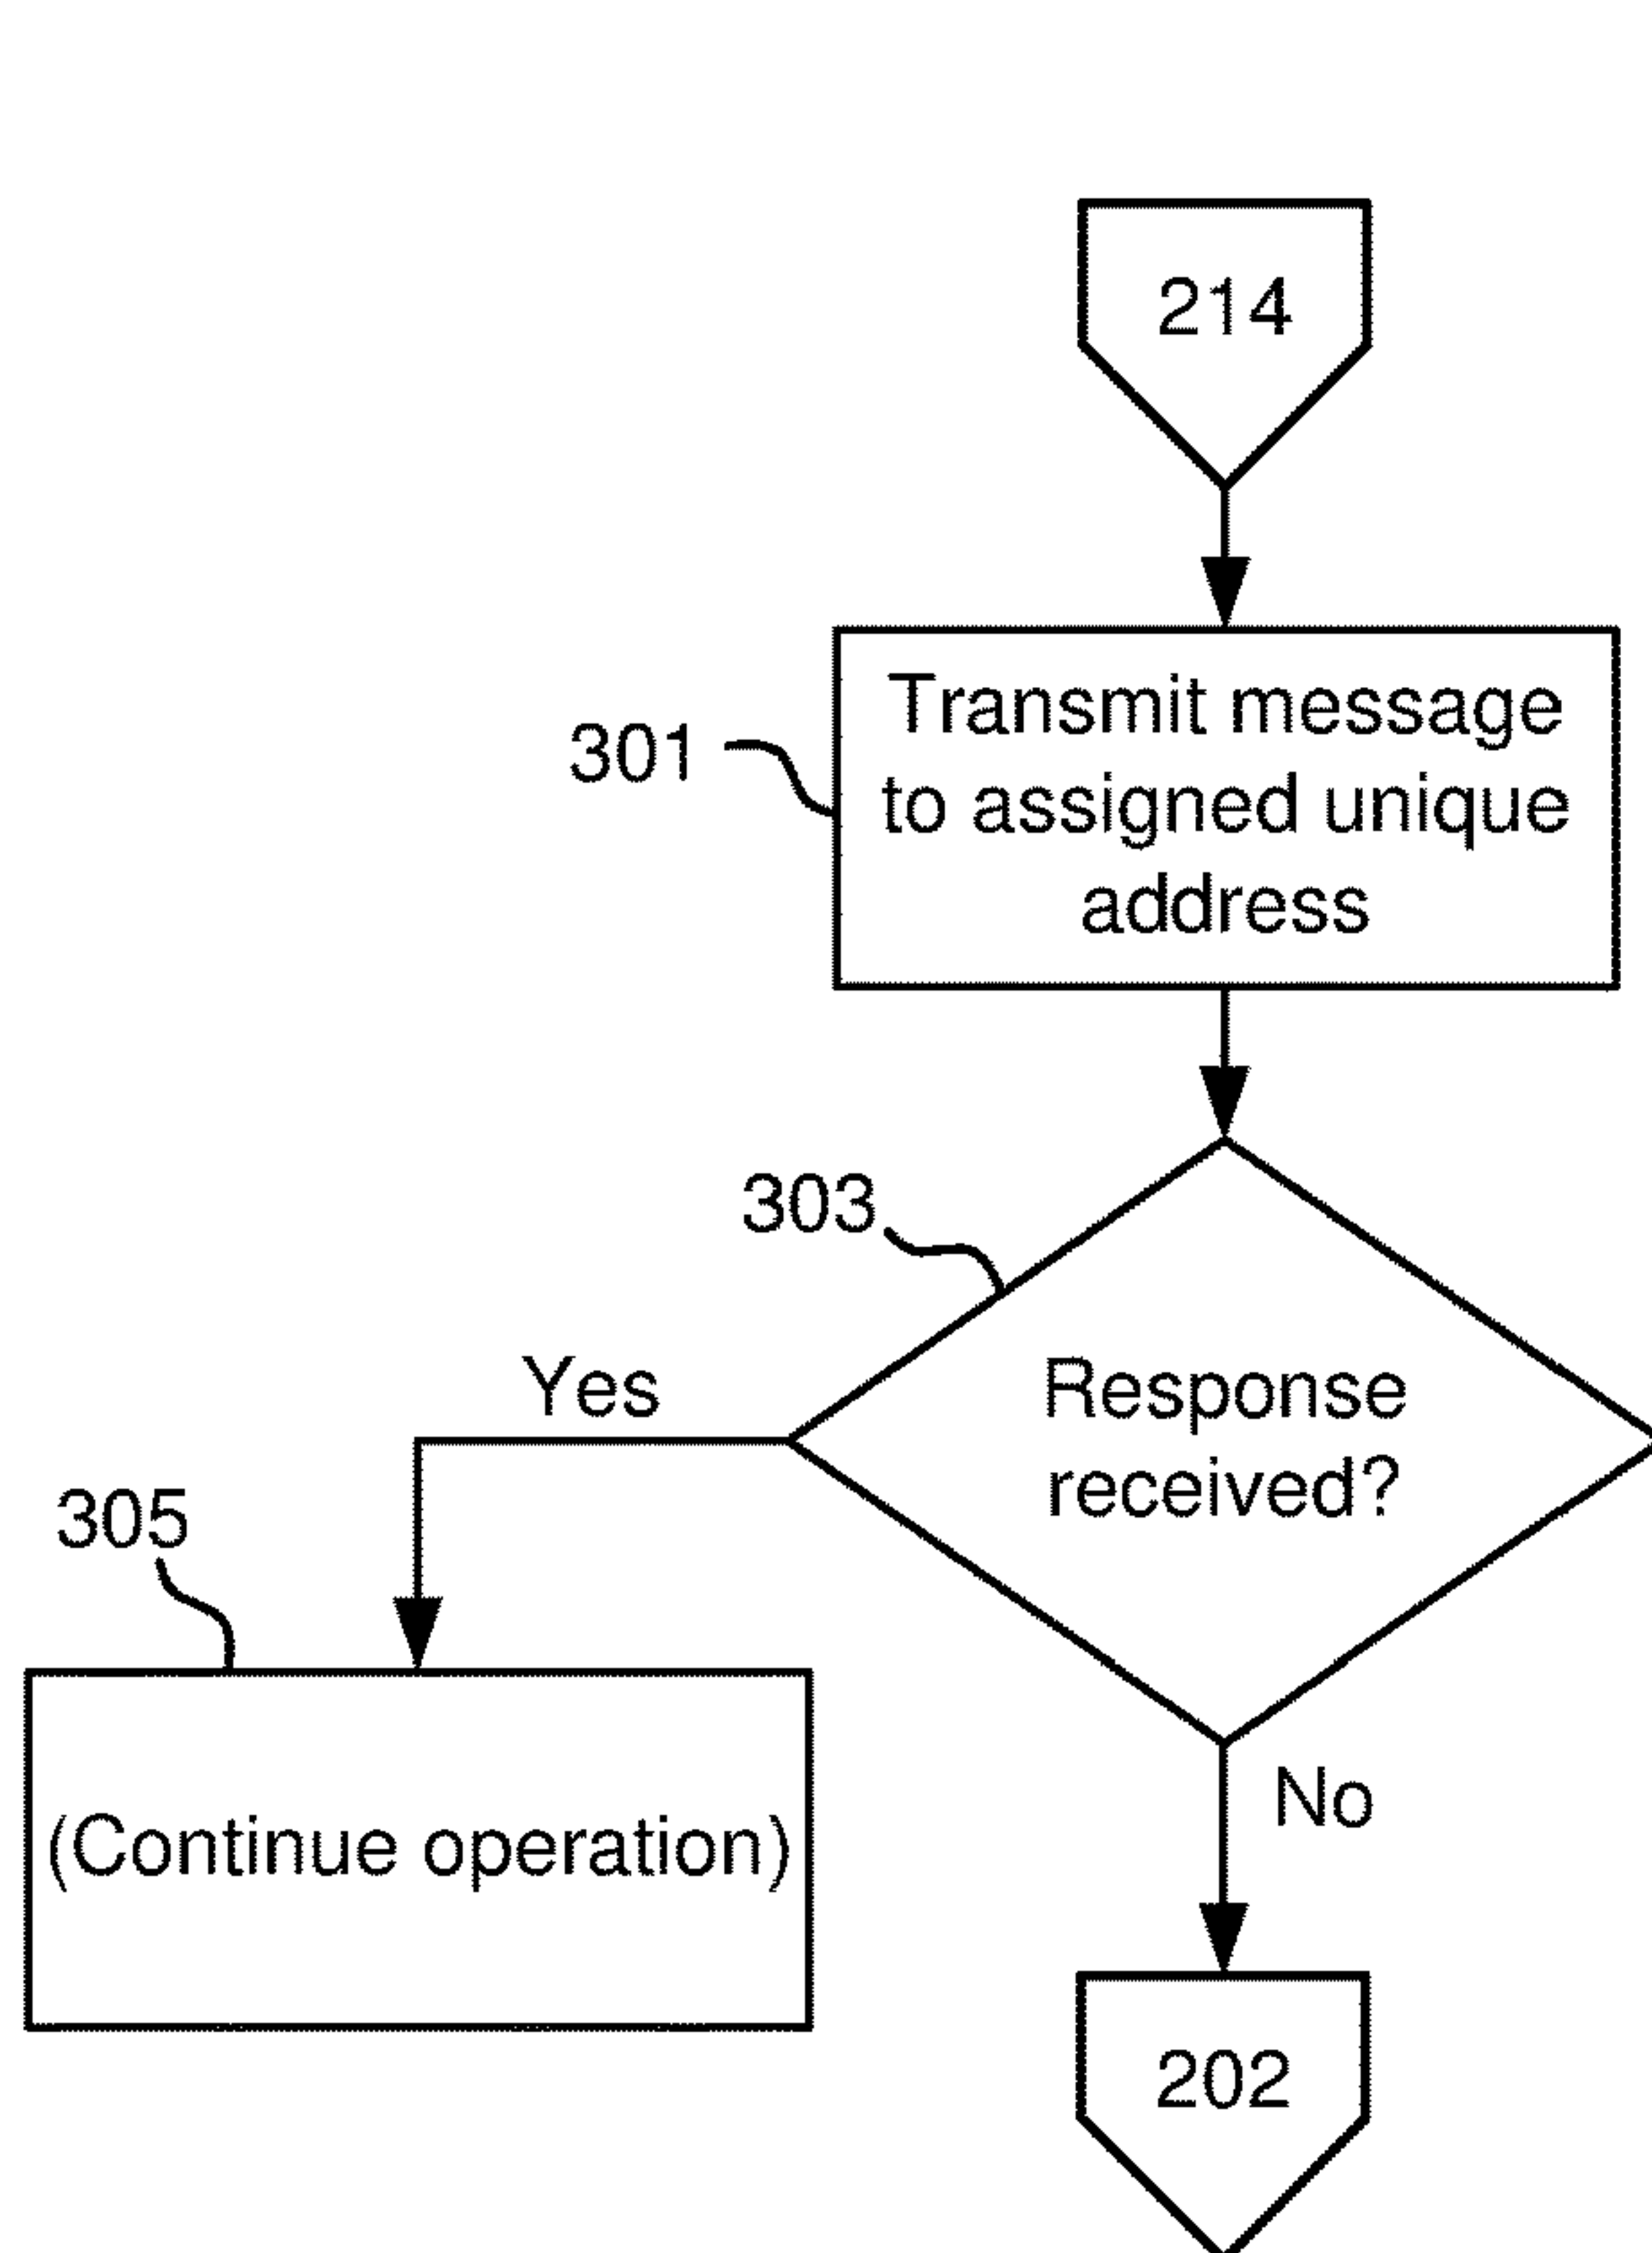 214
301
Transmit message
to assigned unique
address
303
Response
received?
Yes
305
(Continue operation)
No
202